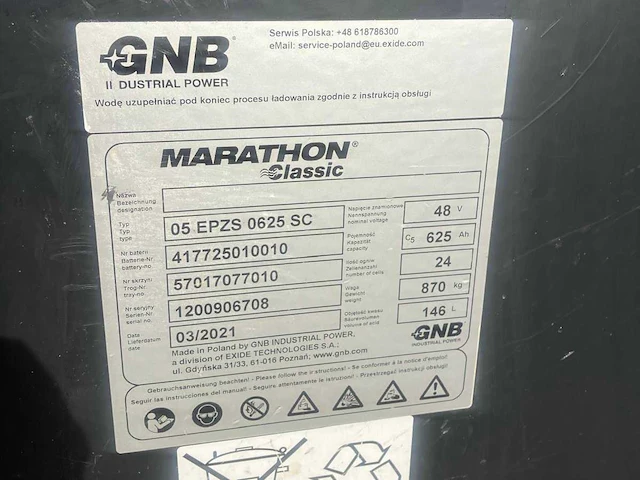 Serwis Polska: +48 618786300
eMail: service-poland@eu.exide.com
GNB
II DUSTRIAL POWER
Wodę uzupełniać pod koniec procesu ładowania zgodnie z instrukcją obsługi
MARATHON®
Classic
Nazwa
Bezeichnung
designation
Typ
Typ
type
05 EPZS 0625 SC
Nr baterii
Batterie-Nr
battery-no
417725010010
Nr skrzyni
Trog-Nr
tray-no
57017077010
Nr seryjny
Serien-Nr
serial no.
1200906708
Data
Lieferdatum
date
03/2021
Napięcie znamionowe
Nennspannung
nominal voltage
48 V
Pojemność
Kapazität
capacity
C5 625 Ah
Ilość ogniw
Zellenanzahl
number of cells
24
Waga
Gewicht
weight
870 kg
Objętość kwasu
Säurevolumen
volume of acid
146 L
Made in Poland by GNB INDUSTRIAL POWER,
a division of EXIDE TECHNOLOGIES S.A.;
ul. Gdyńska 31/33, 61-016 Poznań; www.gnb.com
GNB
INDUSTRIAL POWER
Gebrauchsanweisung beachten! - Please follow the instructions! - Se conformer à la notice d'emploi!
Seguir las instrucciones del manual! - Seguire attentamente le istruzioni! - Przestrzegać instrukcji obsługi!